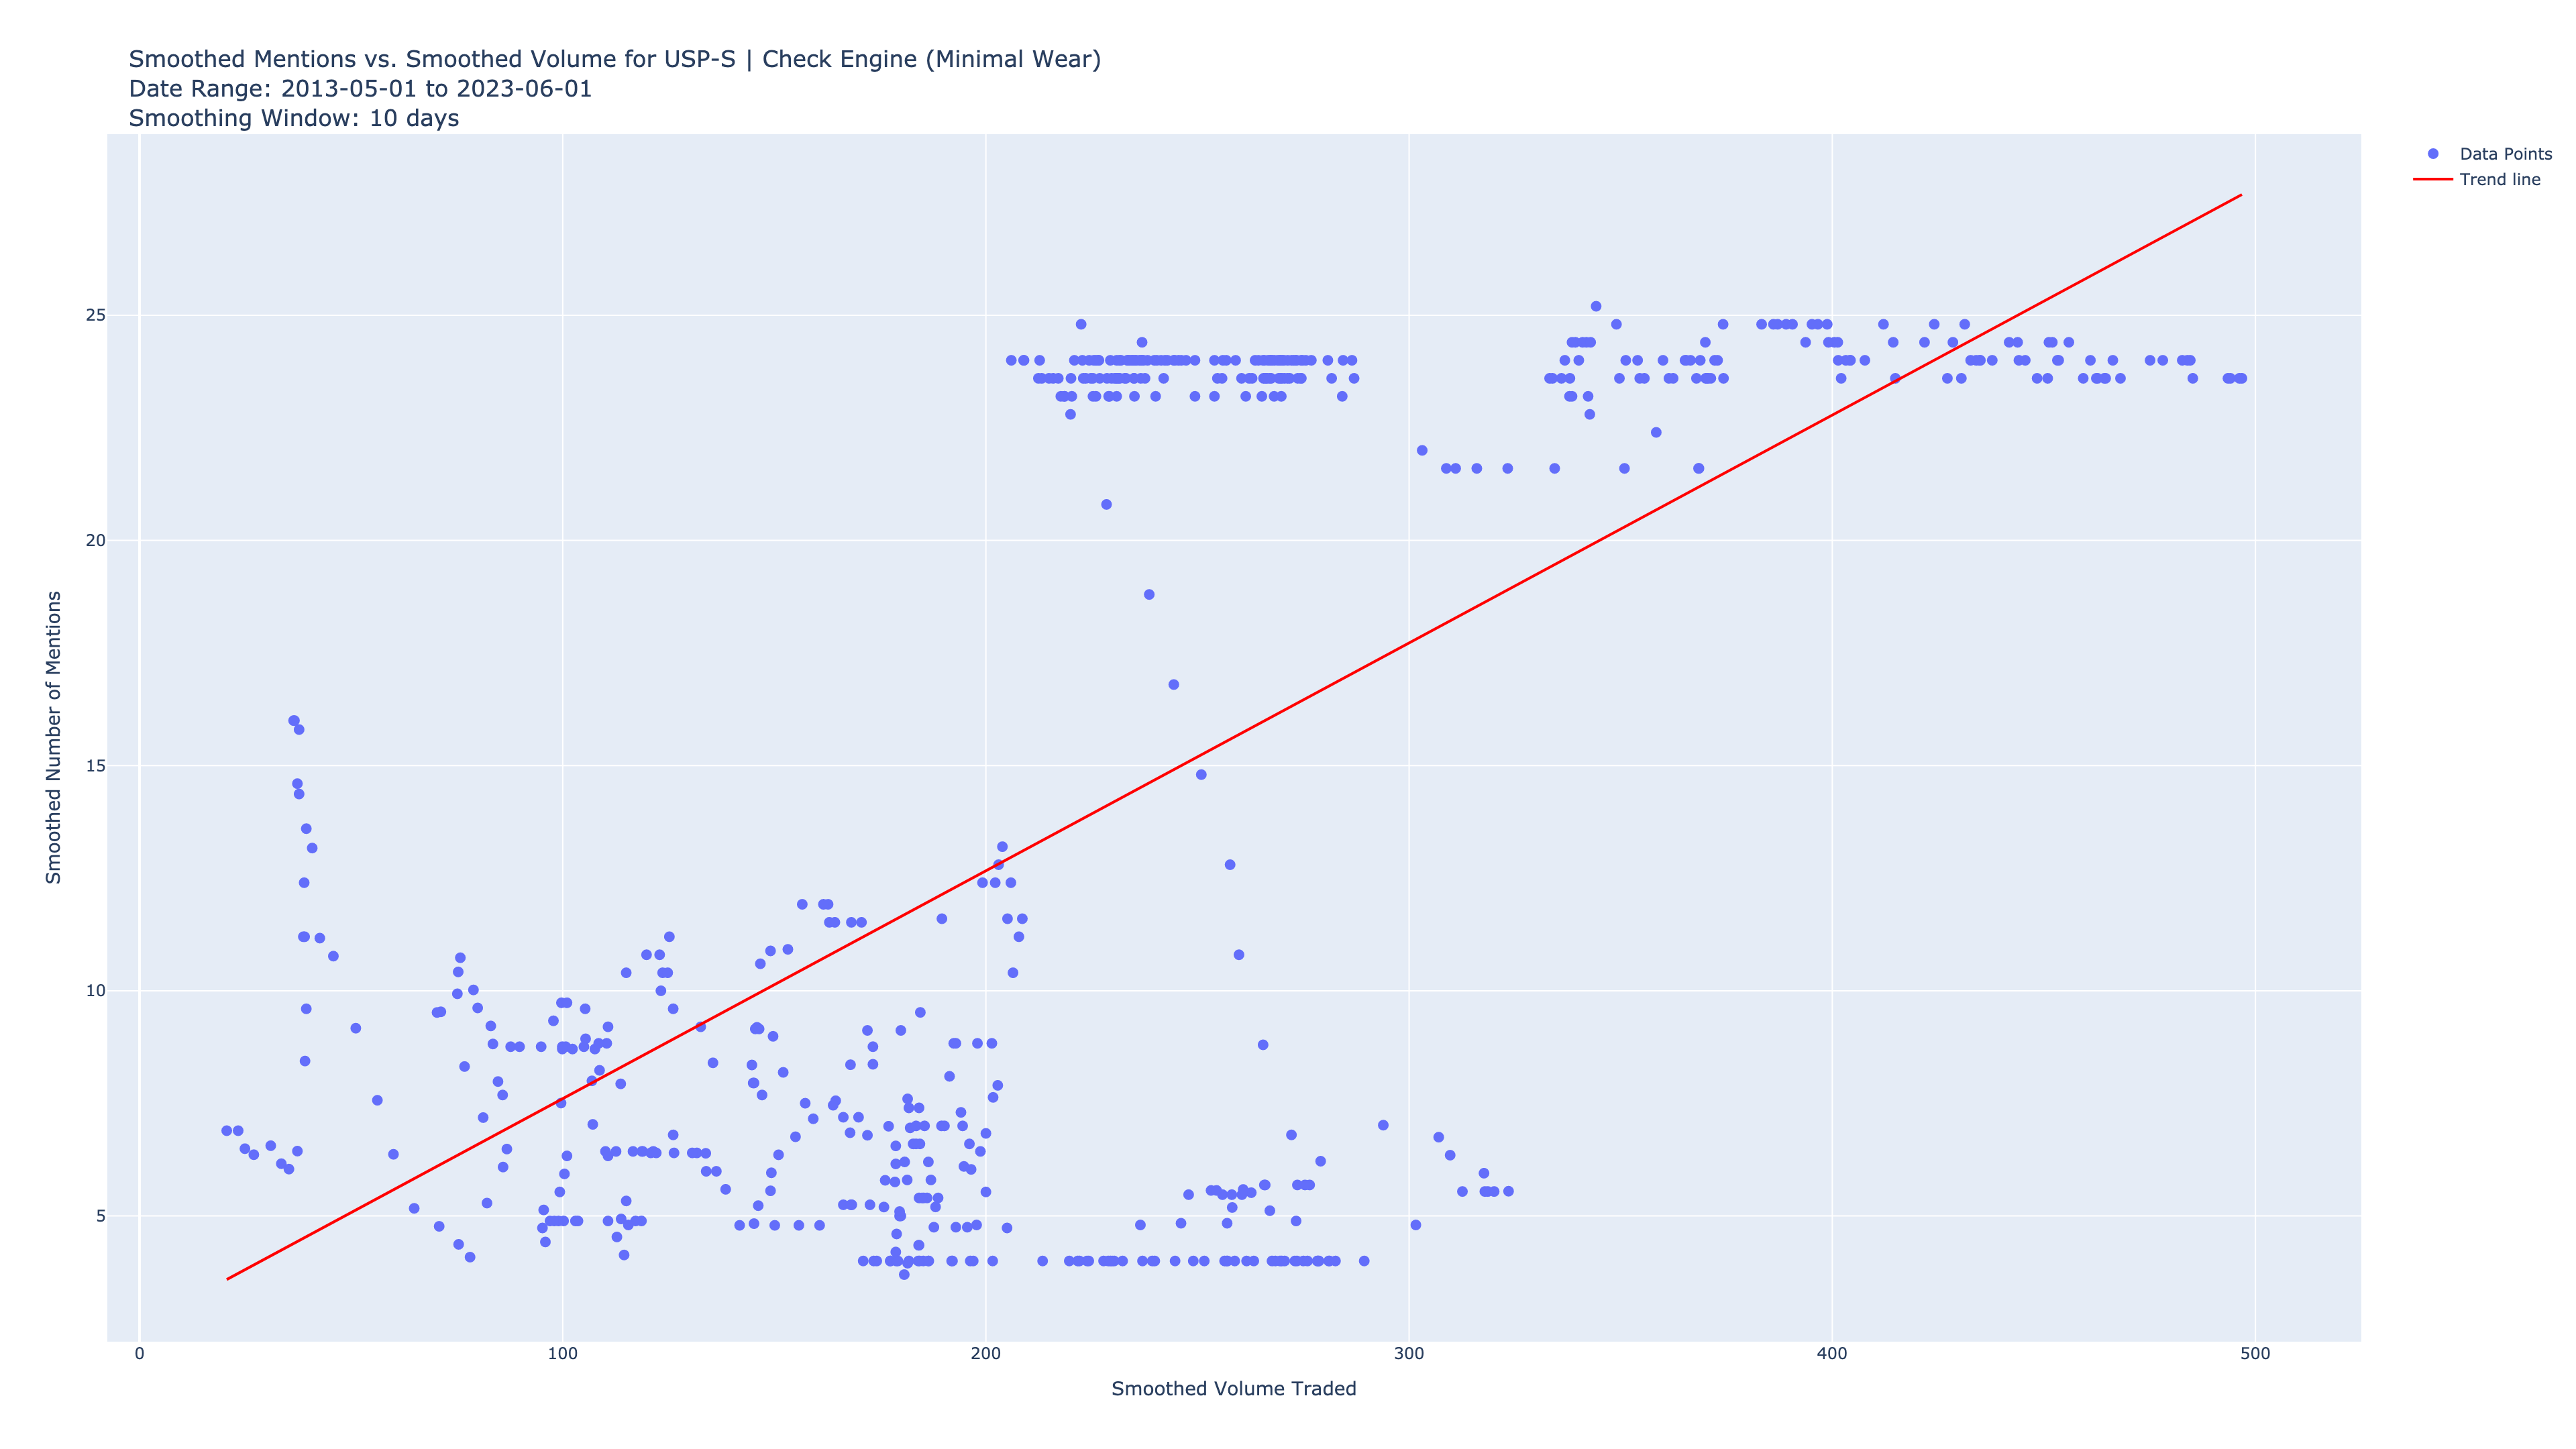 Smoothed Mentions vs. Smoothed Volume for USP-S | Check Engine (Minimal Wear)
Date Range: 2013-05-01 to 2023-06-01
Smoothing Window: 10 days
Data Points
Trend line
Smoothed Number of Mentions
25
20
15
10
5
0
100
200
300
400
500
Smoothed Volume Traded